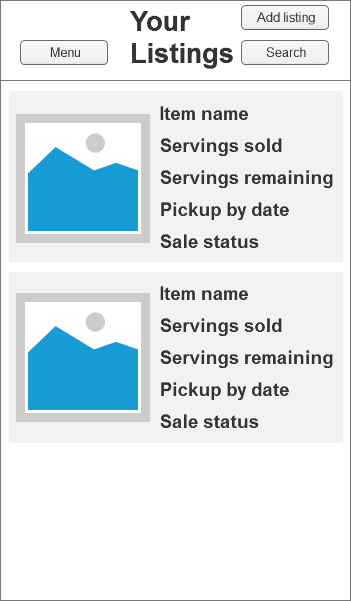 Your
Listings
Add listing
Menu
Search
Item name
Servings sold
Servings remaining
Pickup by date
Sale status
Item name
Servings sold
Servings remaining
Pickup by date
Sale status